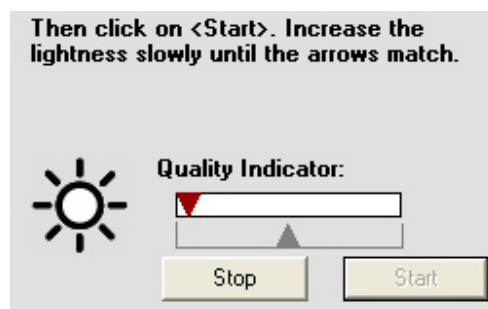 Then click on <Start>. Increase the
lightness slowly until the arrows match.
Quality Indicator:
Stop
Start